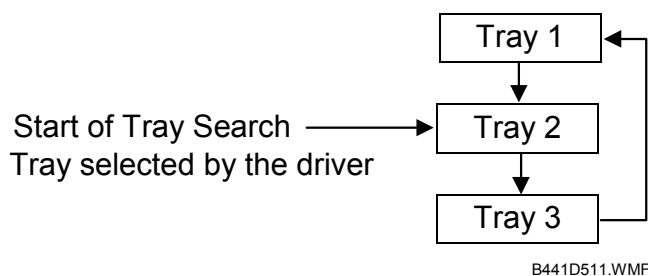 Tray 1
Start of Tray Search
Tray 2
Tray selected by the driver
Tray 3
B441D511.WMF